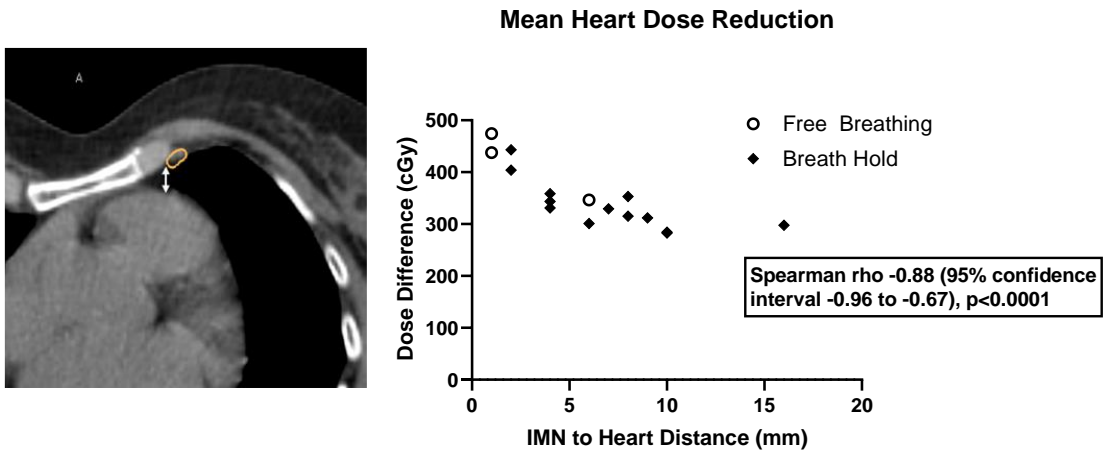 Mean Heart Dose Reduction
A
Free Breathing
Breath Hold
Dose Difference (cGy)
500
400
300
200
100
0
Spearman rho -0.88 (95% confidence
interval -0.96 to -0.67), p<0.0001
0 5 10 15 20
IMN to Heart Distance (mm)